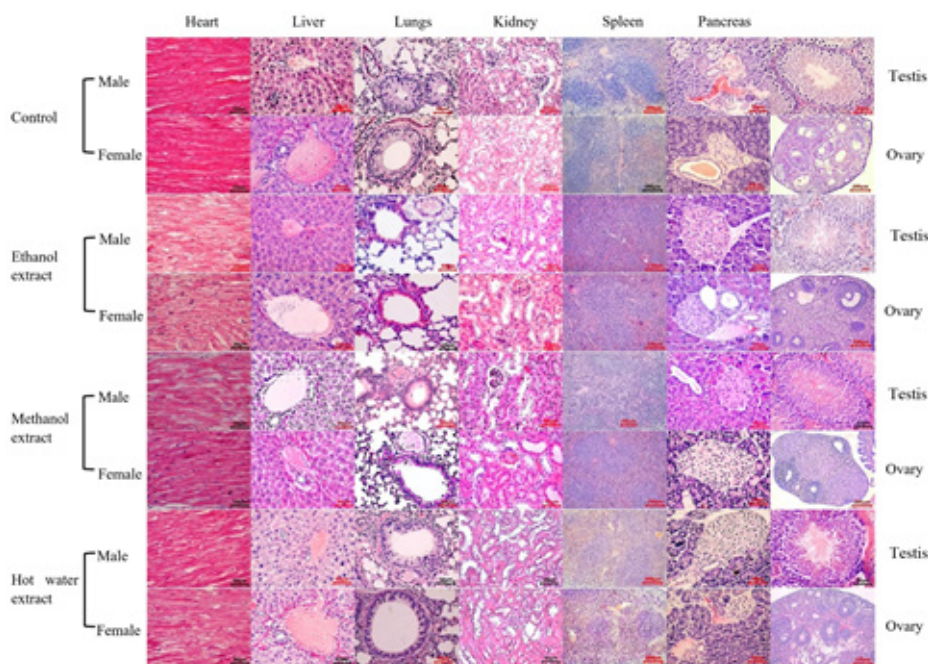 Heart Liver Lungs Kidney Spleen Pancreas
Male Testis
Control
Female Ovary
Male Testis
Ethanol
extract
Female Ovary
Male Testis
Methanol
extract
Female Ovary
Male Testis
Hot water
extract
Female Ovary